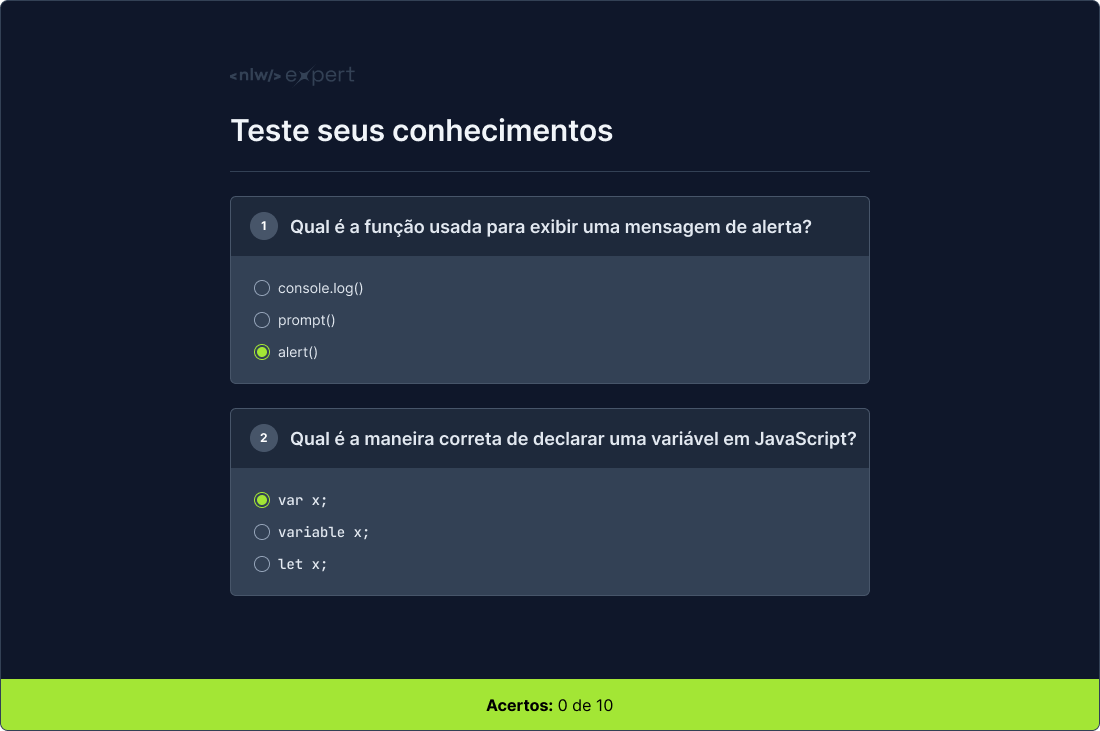 <nlw/> expert
Teste seus conhecimentos
1 Qual é a função usada para exibir uma mensagem de alerta?
console.log()
prompt()
alert()
2 Qual é a maneira correta de declarar uma variável em JavaScript?
var x;
variable x;
let x;
Acertos: 0 de 10